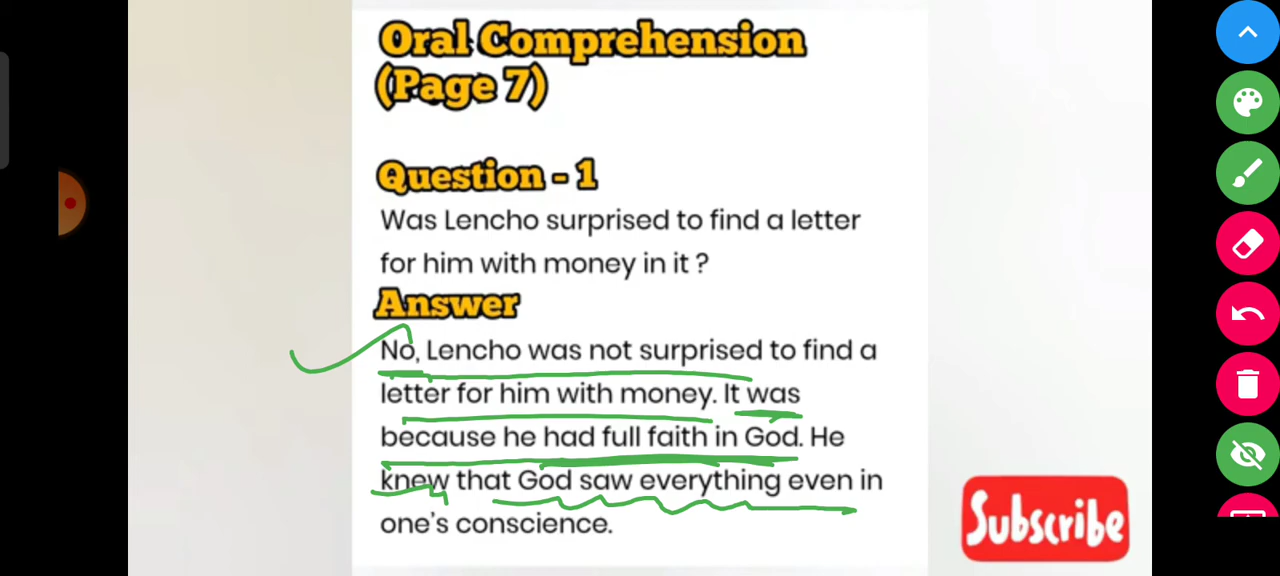 Oral Comprehension
(Page 7)
Question - 1
Was Lencho surprised to find a letter
for him with money in it ?
Answer
No, Lencho was not surprised to find a
letter for him with money. It was
because he had full faith in God. He
knew that God saw everything even in
one's conscience.
Subscribe